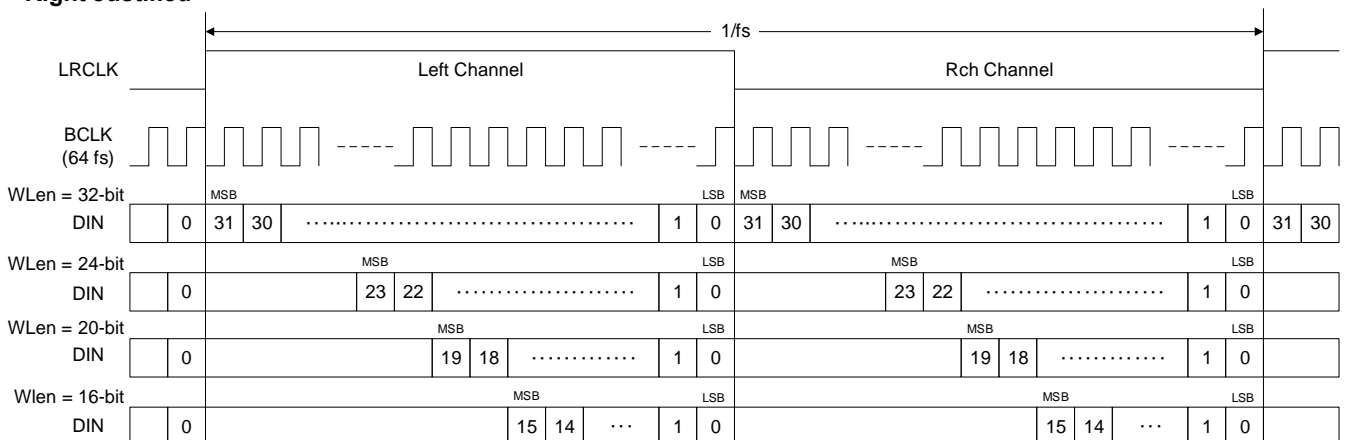 1/fs
LRCLK Left Channel Rch Channel
BCLK
(64 fs)
WLen = 32-bit MSB LSB MSB LSB
DIN 0 31 30 1 0 31 30 1 0 31 30
WLen = 24-bit MSB LSB MSB LSB
DIN 0 23 22 1 0 23 22 1 0
WLen = 20-bit MSB LSB MSB LSB
DIN 0 19 18 1 0 19 18 1 0
Wlen = 16-bit MSB LSB MSB LSB
DIN 0 15 14 1 0 15 14 1 0